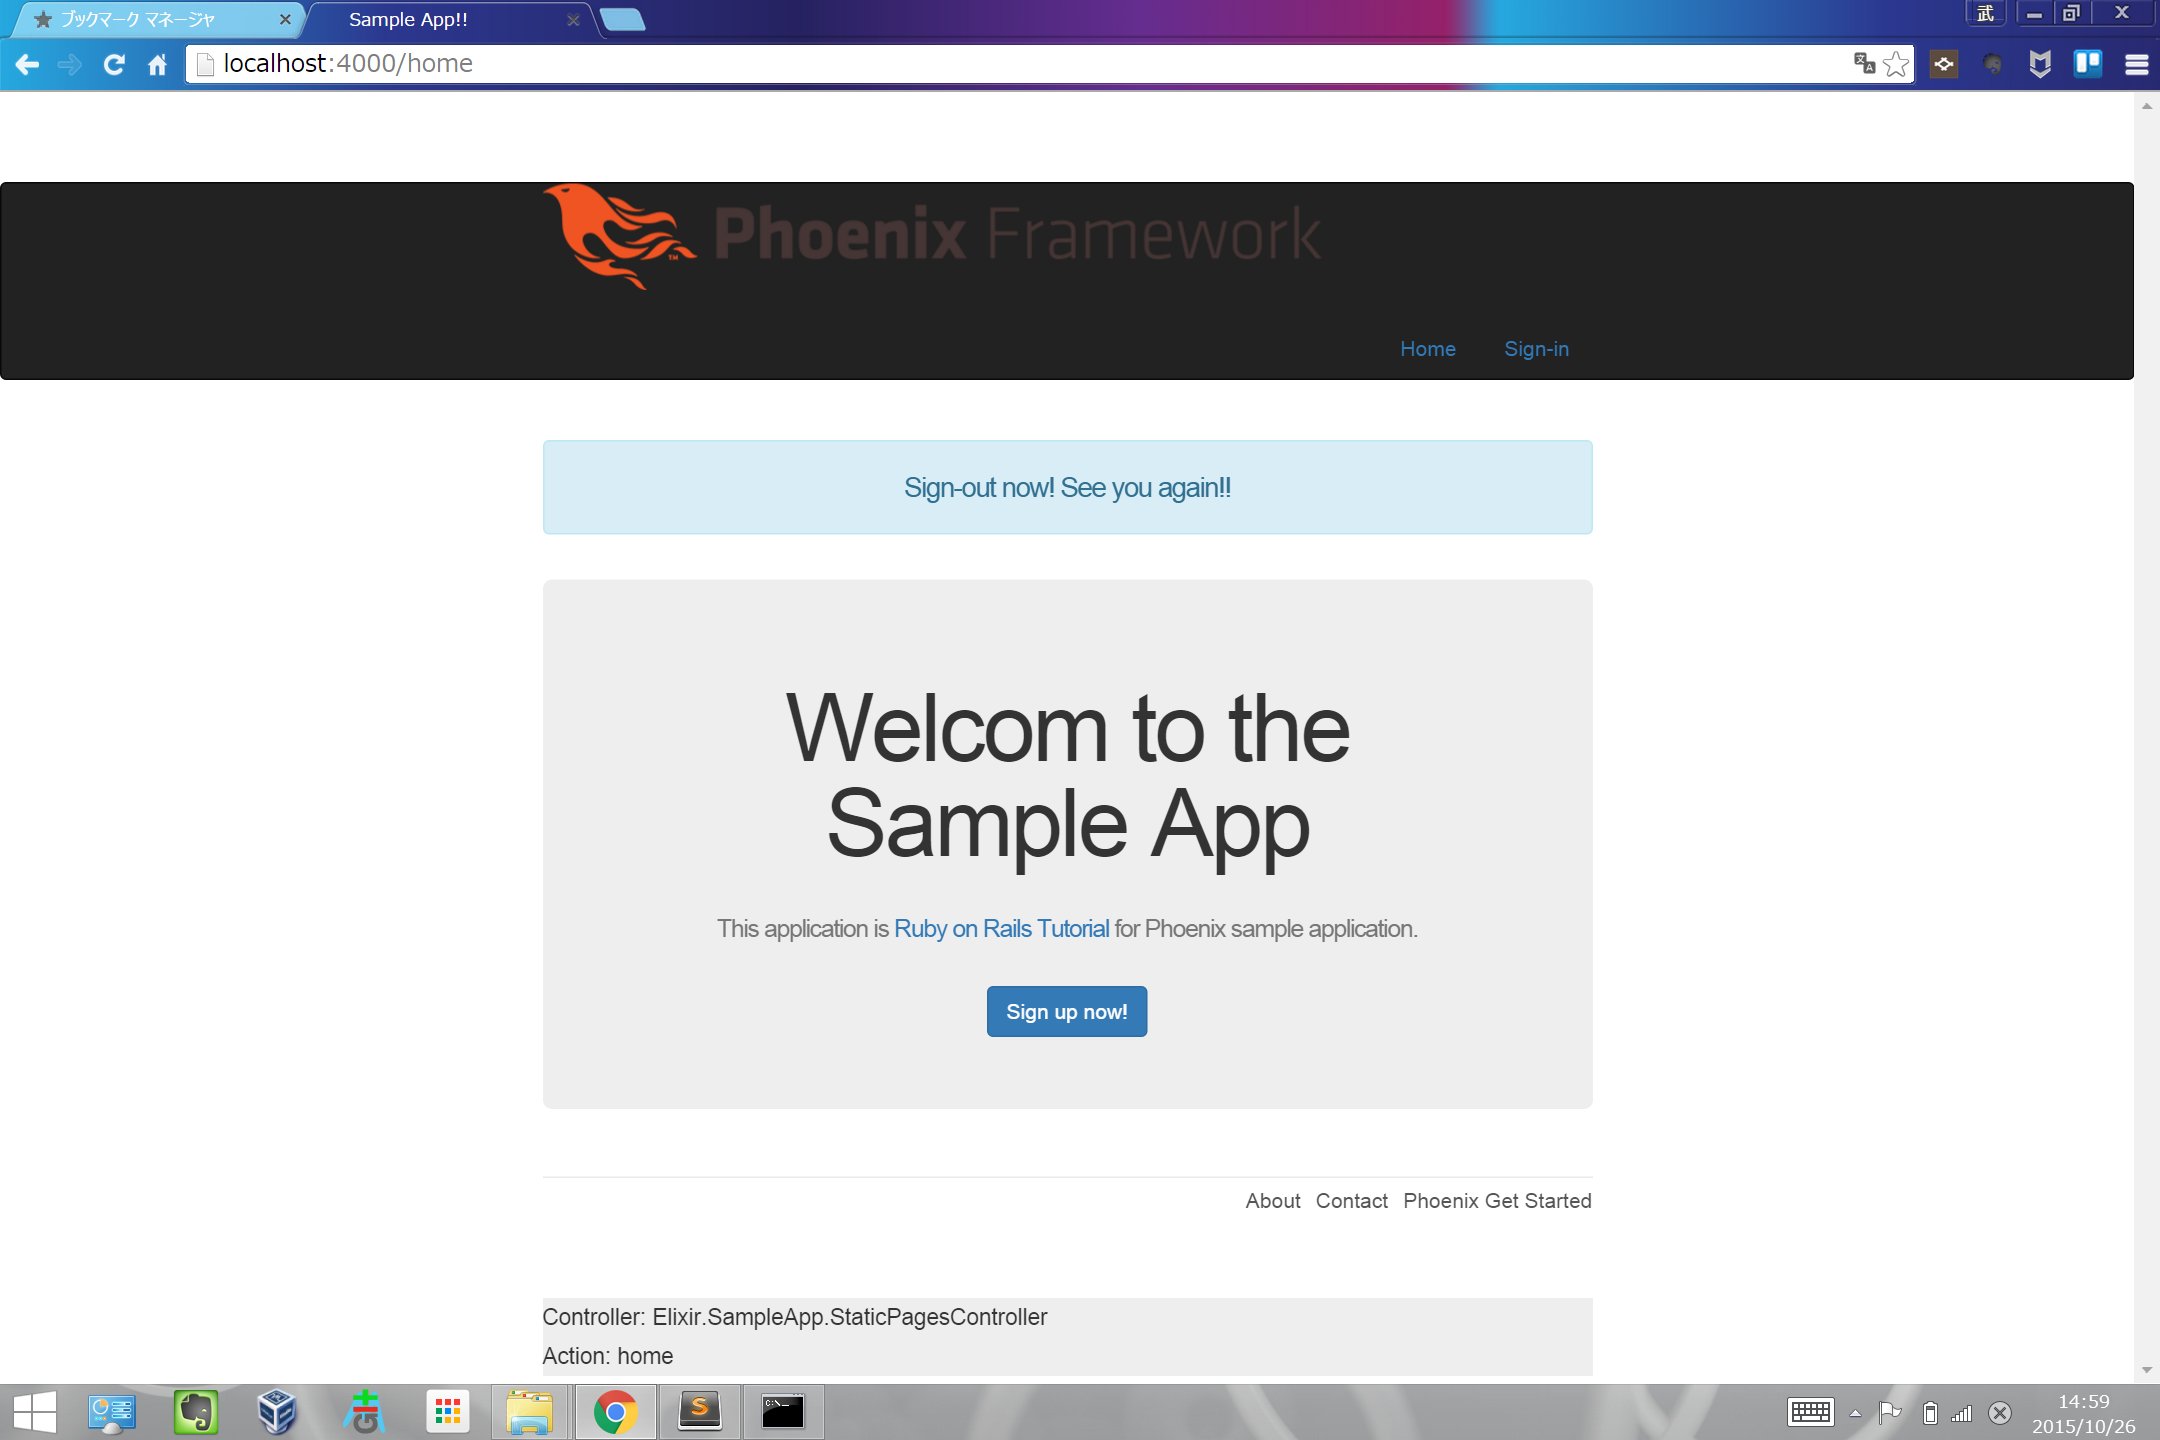 ブックマーク マネージャ
Sample App!!
武
localhost:4000/home
Phoenix Framework
TM
Home Sign-in
Sign-out now! See you again!!
Welcom to the
Sample App
This application is Ruby on Rails Tutorial for Phoenix sample application.
Sign up now!
About Contact Phoenix Get Started
Controller: Elixir.SampleApp.StaticPagesController
Action: home
C:\_
14:59
2015/10/26